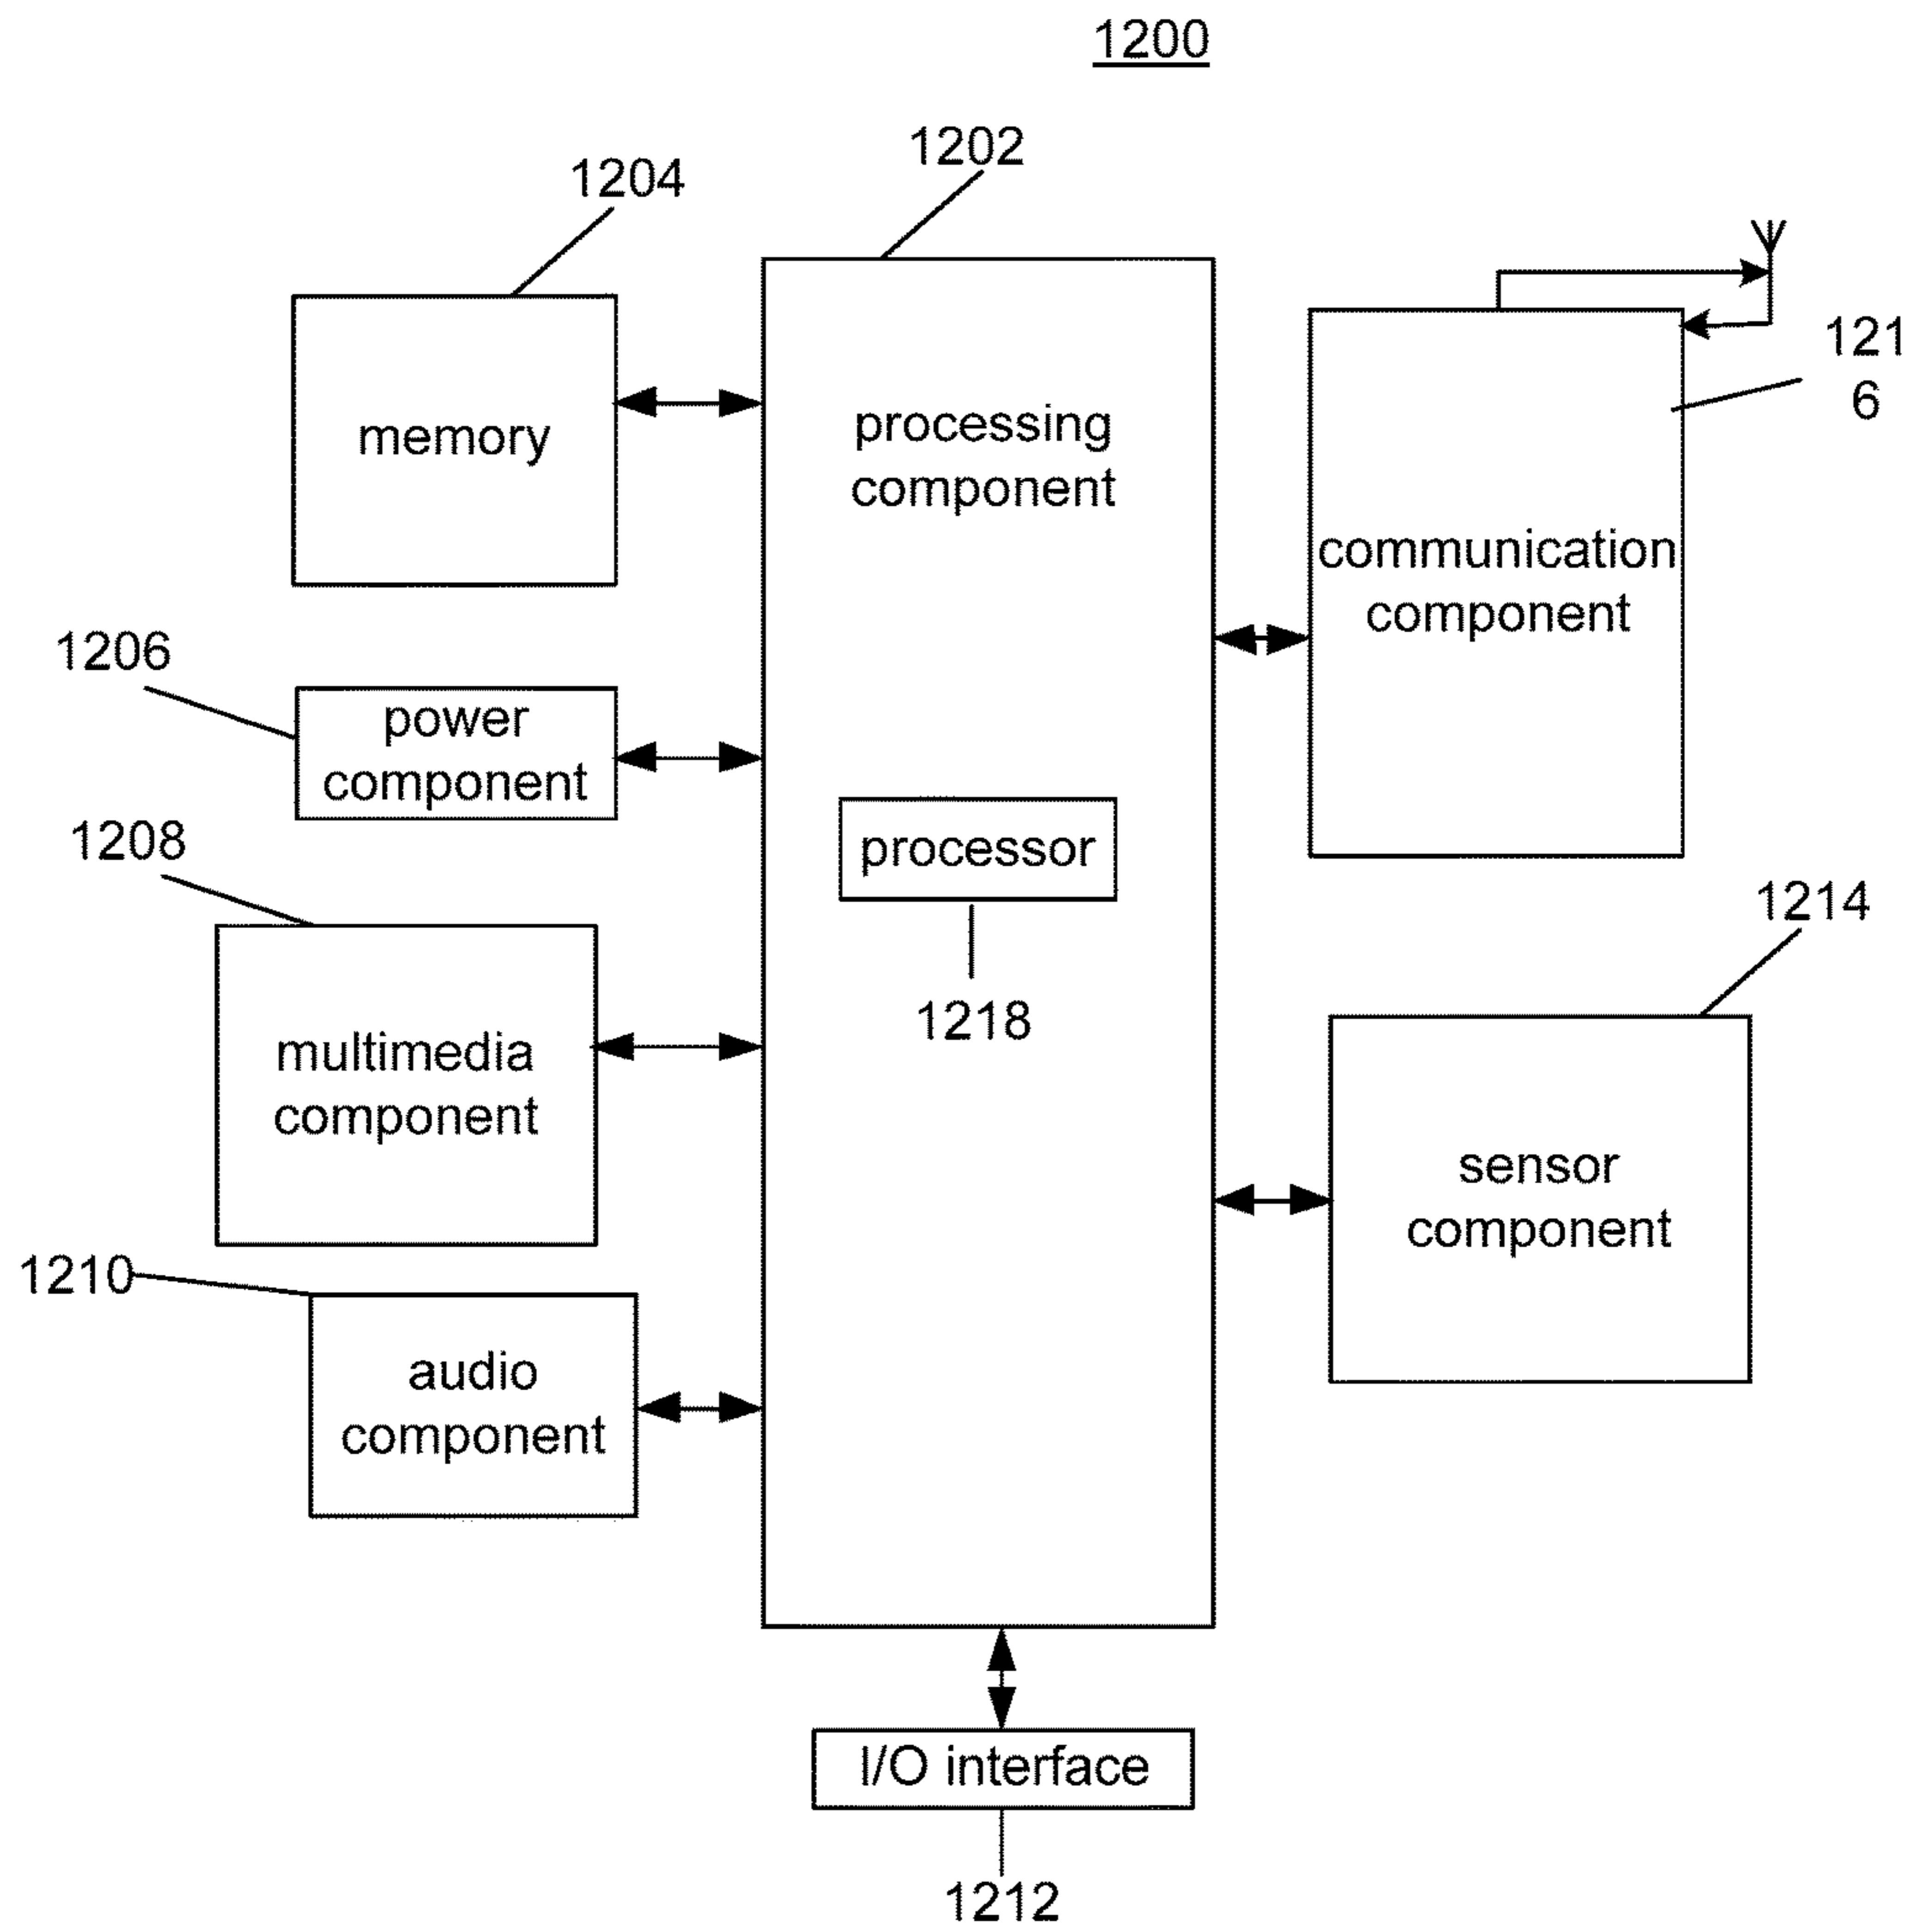 1200
1202
1204
memory
processing
component
121
6
communication
component
1206
power
component
1208
processor
1218
1214
multimedia
component
sensor
component
1210
audio
component
I/O interface
1212